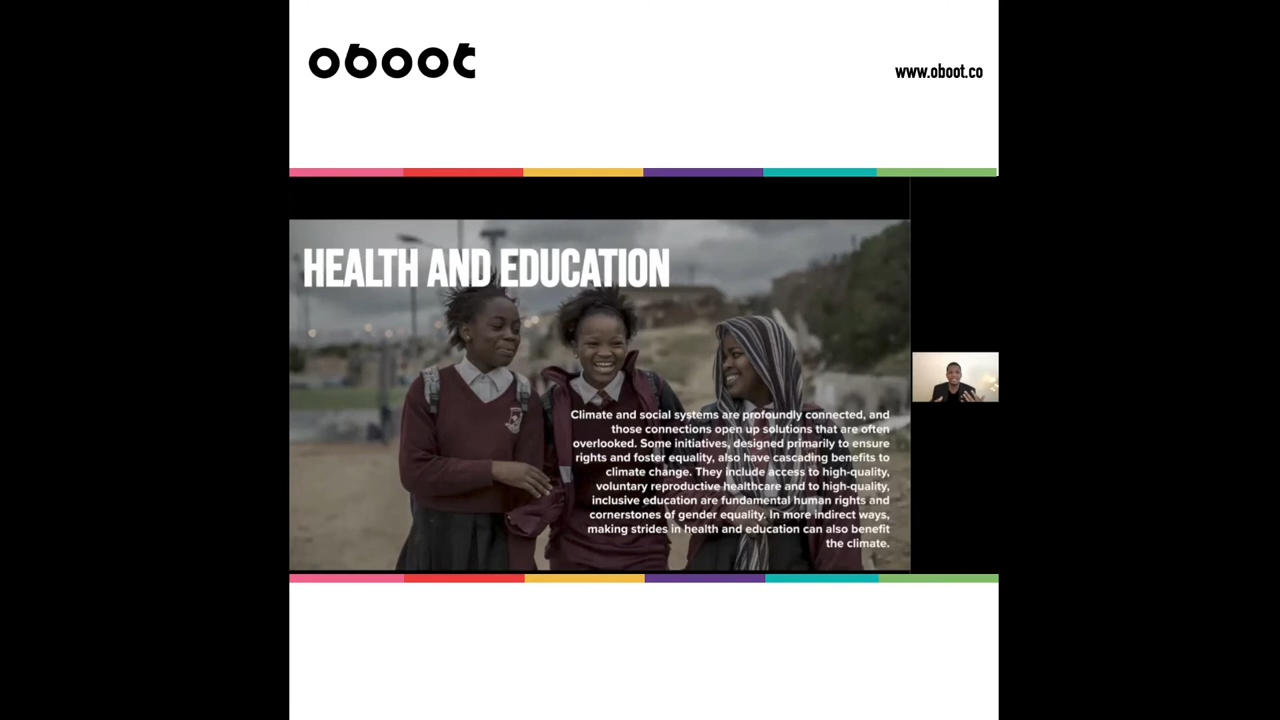 oboot
www.oboot.co
HEALTH AND EDUCATION
Climate and social systems are profoundly connected, and
those connections open up solutions that are often
overlooked. Some initiatives, designed primarily to ensure
rights and foster equality, also have cascading benefits to
climate change. They include access to high-quality,
voluntary reproductive healthcare and to high-quality,
inclusive education are fundamental human rights and
cornerstones of gender equality. In more indirect ways,
making strides in health and education can also benefit
the climate.